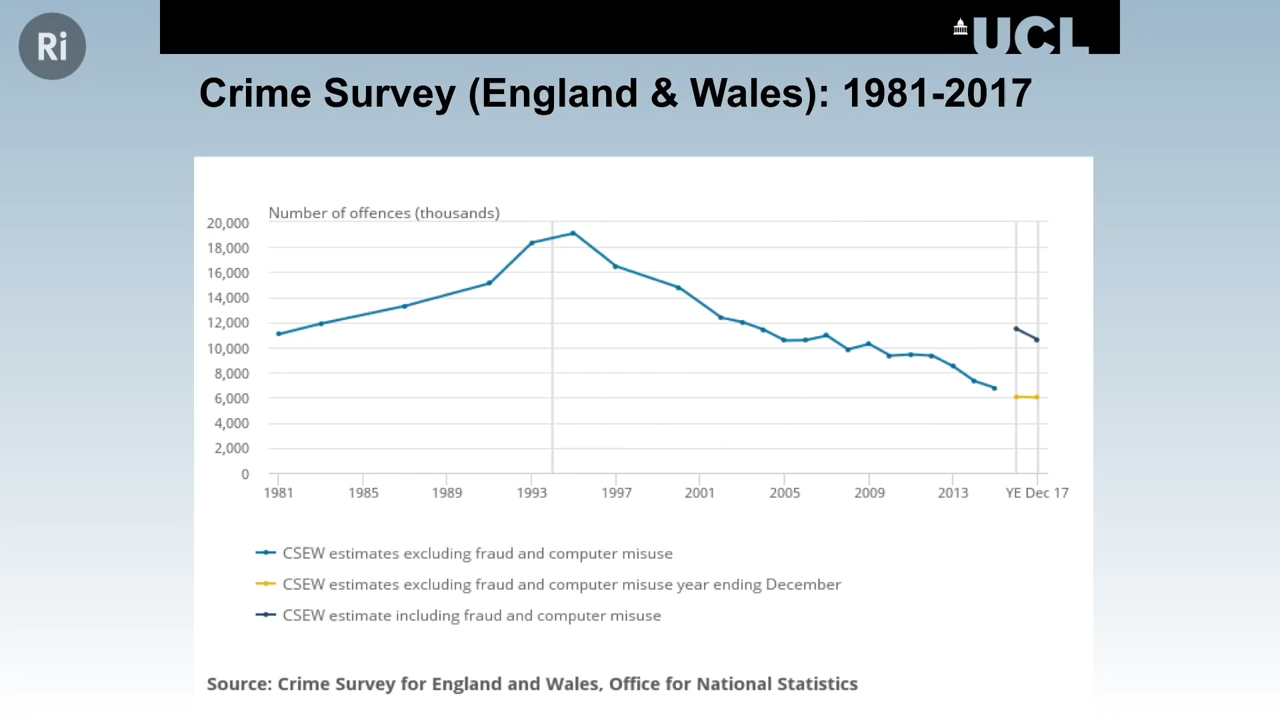 Ri
UCL
Crime Survey (England & Wales): 1981-2017
Number of offences (thousands)
20,000
18,000
16,000
14,000
12,000
10,000
8,000
6,000
4,000
2,000
0
1981 1985 1989 1993 1997 2001 2005 2009 2013 YE Dec 17
CSEW estimates excluding fraud and computer misuse
CSEW estimates excluding fraud and computer misuse year ending December
CSEW estimate including fraud and computer misuse
Source: Crime Survey for England and Wales, Office for National Statistics